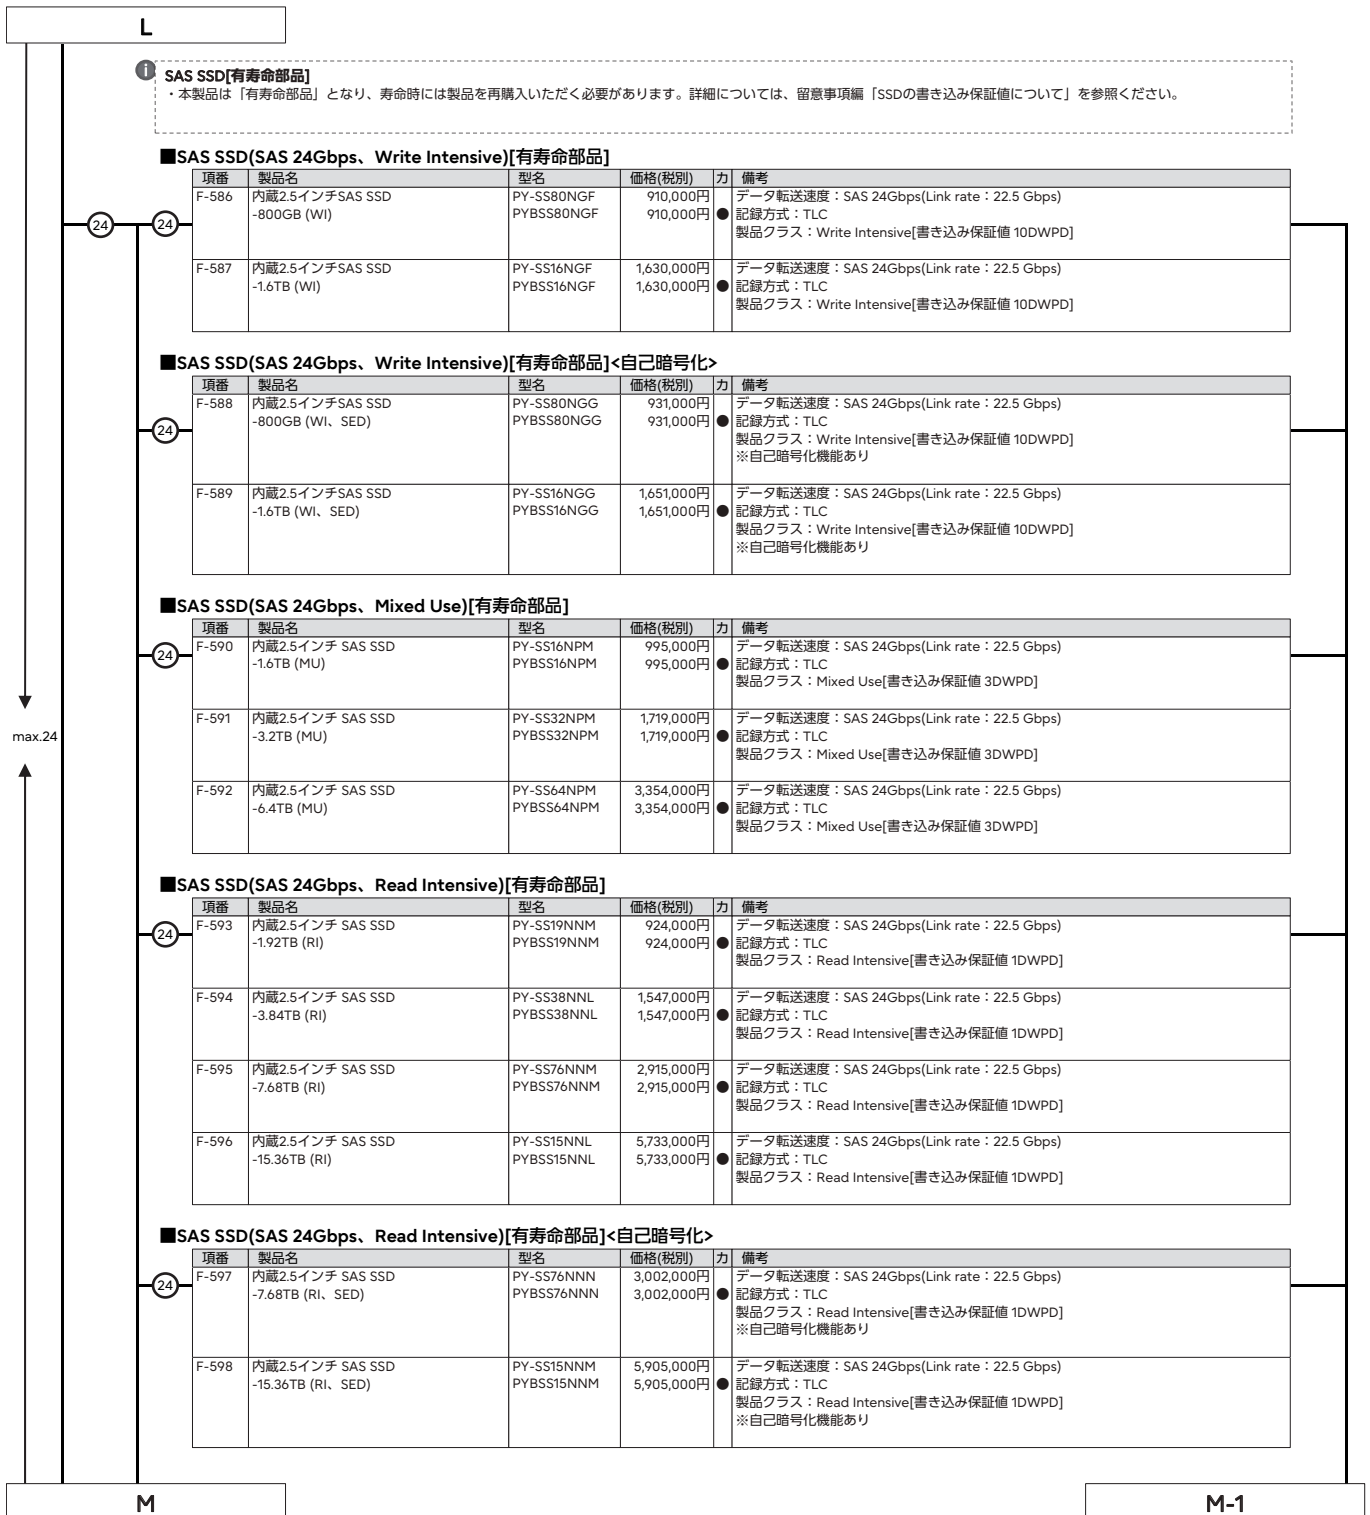 L
i
SAS SSD[有寿命部品]
・本製品は「有寿命部品」となり、寿命時には製品を再購入いただく必要があります。詳細については、留意事項編「SSDの書き込み保証値について」を参照ください。
■SAS SSD(SAS 24Gbps、Write Intensive)[有寿命部品]
項番 製品名 型名 価格(税別) カ 備考
F-586 内蔵2.5インチSAS SSD PY-SS80NGF 910,000円 データ転送速度：SAS 24Gbps(Link rate：22.5 Gbps)
24 24 -800GB (WI) PYBSS80NGF 910,000円 ● 記録方式：TLC
製品クラス：Write Intensive[書き込み保証値 10DWPD]
F-587 内蔵2.5インチSAS SSD PY-SS16NGF 1,630,000円 データ転送速度：SAS 24Gbps(Link rate：22.5 Gbps)
-1.6TB (WI) PYBSS16NGF 1,630,000円 ● 記録方式：TLC
製品クラス：Write Intensive[書き込み保証値 10DWPD]
■SAS SSD(SAS 24Gbps、Write Intensive)[有寿命部品]<自己暗号化>
項番 製品名 型名 価格(税別) カ 備考
F-588 内蔵2.5インチSAS SSD PY-SS80NGG 931,000円 データ転送速度：SAS 24Gbps(Link rate：22.5 Gbps)
24 -800GB (WI、SED) PYBSS80NGG 931,000円 ● 記録方式：TLC
製品クラス：Write Intensive[書き込み保証値 10DWPD]
※自己暗号化機能あり
F-589 内蔵2.5インチSAS SSD PY-SS16NGG 1,651,000円 データ転送速度：SAS 24Gbps(Link rate：22.5 Gbps)
-1.6TB (WI、SED) PYBSS16NGG 1,651,000円 ● 記録方式：TLC
製品クラス：Write Intensive[書き込み保証値 10DWPD]
※自己暗号化機能あり
■SAS SSD(SAS 24Gbps、Mixed Use)[有寿命部品]
項番 製品名 型名 価格(税別) カ 備考
F-590 内蔵2.5インチ SAS SSD PY-SS16NPM 995,000円 データ転送速度：SAS 24Gbps(Link rate：22.5 Gbps)
24 -1.6TB (MU) PYBSS16NPM 995,000円 ● 記録方式：TLC
製品クラス：Mixed Use[書き込み保証値 3DWPD]
F-591 内蔵2.5インチ SAS SSD PY-SS32NPM 1,719,000円 データ転送速度：SAS 24Gbps(Link rate：22.5 Gbps)
max.24 -3.2TB (MU) PYBSS32NPM 1,719,000円 ● 記録方式：TLC
製品クラス：Mixed Use[書き込み保証値 3DWPD]
F-592 内蔵2.5インチ SAS SSD PY-SS64NPM 3,354,000円 データ転送速度：SAS 24Gbps(Link rate：22.5 Gbps)
-6.4TB (MU) PYBSS64NPM 3,354,000円 ● 記録方式：TLC
製品クラス：Mixed Use[書き込み保証値 3DWPD]
■SAS SSD(SAS 24Gbps、Read Intensive)[有寿命部品]
項番 製品名 型名 価格(税別) カ 備考
F-593 内蔵2.5インチ SAS SSD PY-SS19NNM 924,000円 データ転送速度：SAS 24Gbps(Link rate：22.5 Gbps)
24 -1.92TB (RI) PYBSS19NNM 924,000円 ● 記録方式：TLC
製品クラス：Read Intensive[書き込み保証値 1DWPD]
F-594 内蔵2.5インチ SAS SSD PY-SS38NNL 1,547,000円 データ転送速度：SAS 24Gbps(Link rate：22.5 Gbps)
-3.84TB (RI) PYBSS38NNL 1,547,000円 ● 記録方式：TLC
製品クラス：Read Intensive[書き込み保証値 1DWPD]
F-595 内蔵2.5インチ SAS SSD PY-SS76NNM 2,915,000円 データ転送速度：SAS 24Gbps(Link rate：22.5 Gbps)
-7.68TB (RI) PYBSS76NNM 2,915,000円 ● 記録方式：TLC
製品クラス：Read Intensive[書き込み保証値 1DWPD]
F-596 内蔵2.5インチ SAS SSD PY-SS15NNL 5,733,000円 データ転送速度：SAS 24Gbps(Link rate：22.5 Gbps)
-15.36TB (RI) PYBSS15NNL 5,733,000円 ● 記録方式：TLC
製品クラス：Read Intensive[書き込み保証値 1DWPD]
■SAS SSD(SAS 24Gbps、Read Intensive)[有寿命部品]<自己暗号化>
項番 製品名 型名 価格(税別) カ 備考
F-597 内蔵2.5インチ SAS SSD PY-SS76NNN 3,002,000円 データ転送速度：SAS 24Gbps(Link rate：22.5 Gbps)
24 -7.68TB (RI、SED) PYBSS76NNN 3,002,000円 ● 記録方式：TLC
製品クラス：Read Intensive[書き込み保証値 1DWPD]
※自己暗号化機能あり
F-598 内蔵2.5インチ SAS SSD PY-SS15NNM 5,905,000円 データ転送速度：SAS 24Gbps(Link rate：22.5 Gbps)
-15.36TB (RI、SED) PYBSS15NNM 5,905,000円 ● 記録方式：TLC
製品クラス：Read Intensive[書き込み保証値 1DWPD]
※自己暗号化機能あり
M M-1